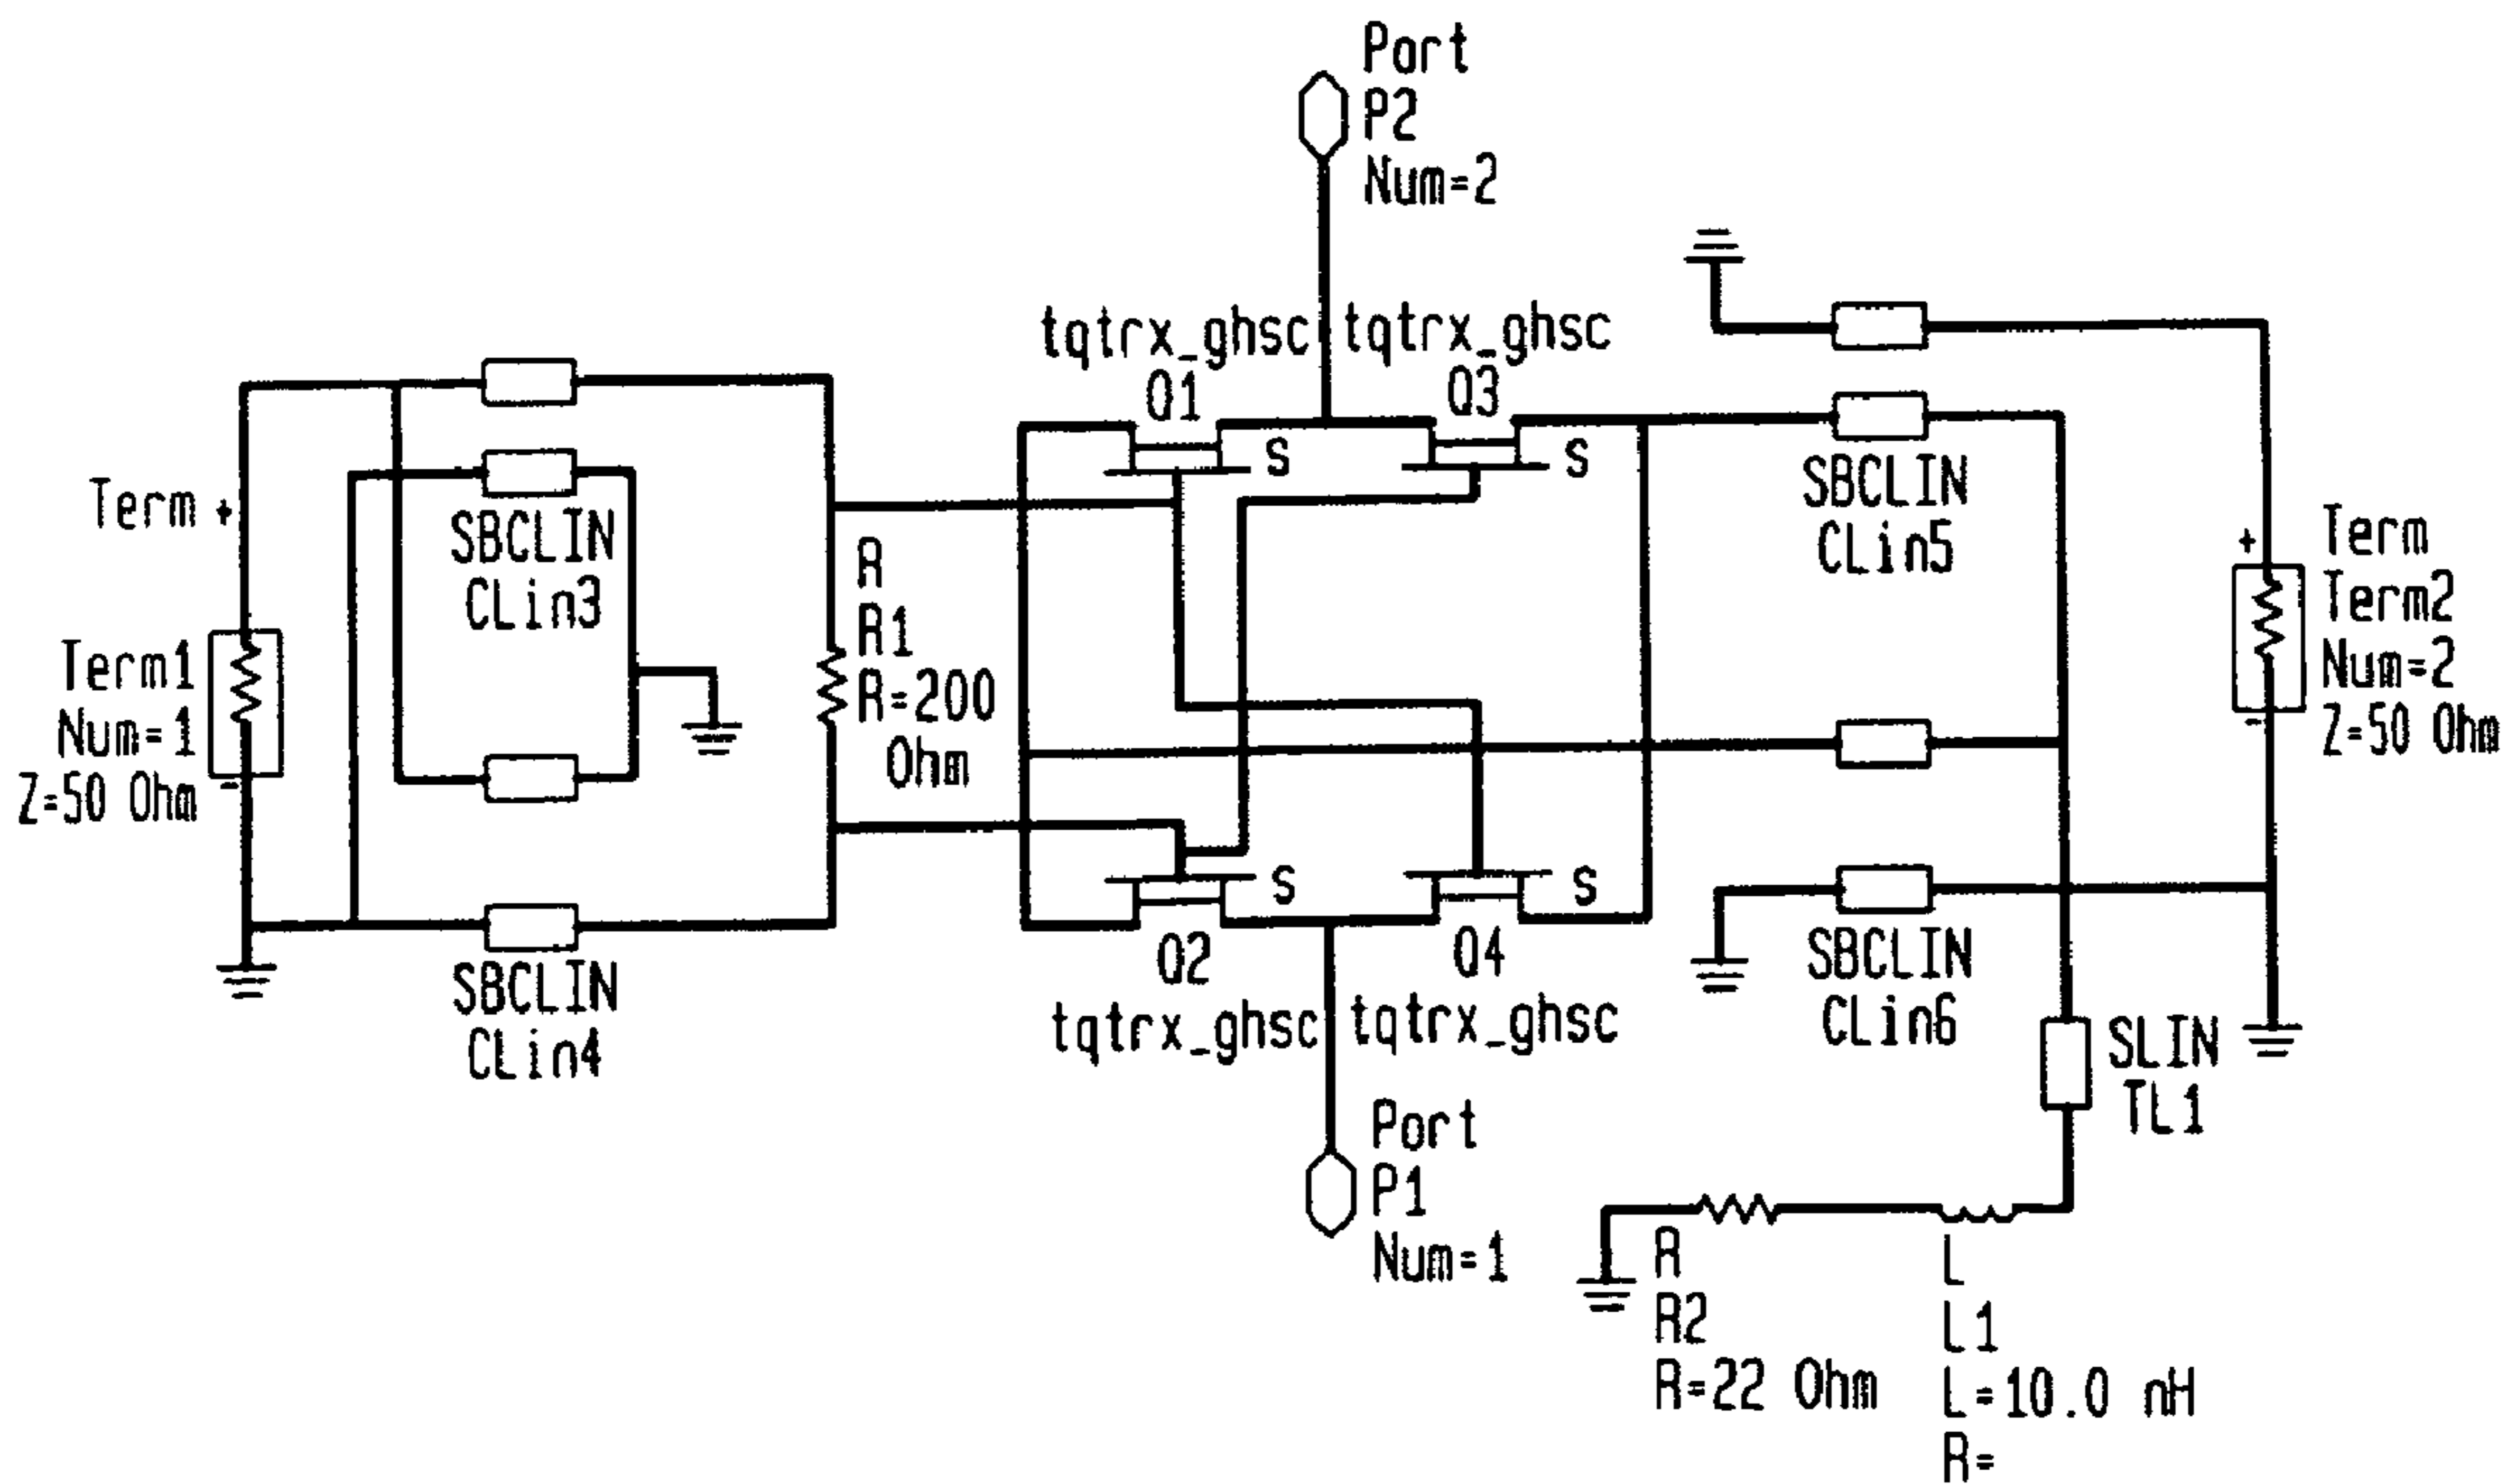 Port
P2
Num=2
tqtrx_ghsc
Q1
tqtrx_ghsc
Q3
S
S
Term +
Term1
Num=1
Z=50 Ohm
-
SBCLIN
CLin3
SBCLIN
CLin4
R
R1
R=200
Ohm
S
S
Q2
tqtrx_ghsc
Q4
tqtrx_ghsc
Port
P1
Num=1
SBCLIN
CLin5
SBCLIN
CLin6
+
Term
Term2
Num=2
Z=50 Ohm
-
SLIN
TL1
R
R2
R=22 Ohm
L
L1
L=10.0 nH
R=